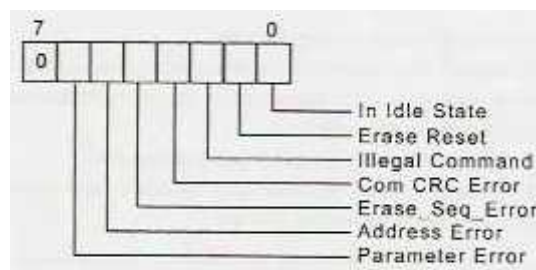 7 0
0
In Idle State
Erase Reset
Illegal Command
Com CRC Error
Erase_Seq_Error
Address Error
Parameter Error